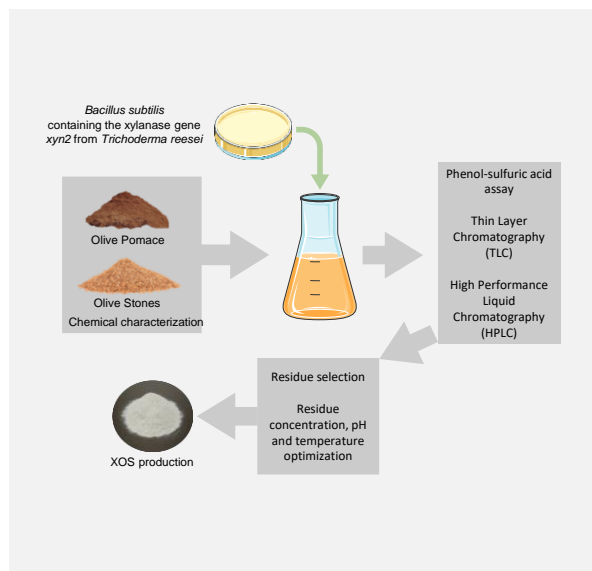 Bacillus subtilis
containing the xylanase gene
xyn2 from Trichoderma reesei
Olive Pomace
Olive Stones
Chemical characterization
Phenol-sulfuric acid
assay
Thin Layer
Chromatography
(TLC)
High Performance
Liquid
Chromatography
(HPLC)
Residue selection
Residue
concentration, pH
and temperature
optimization
XOS production